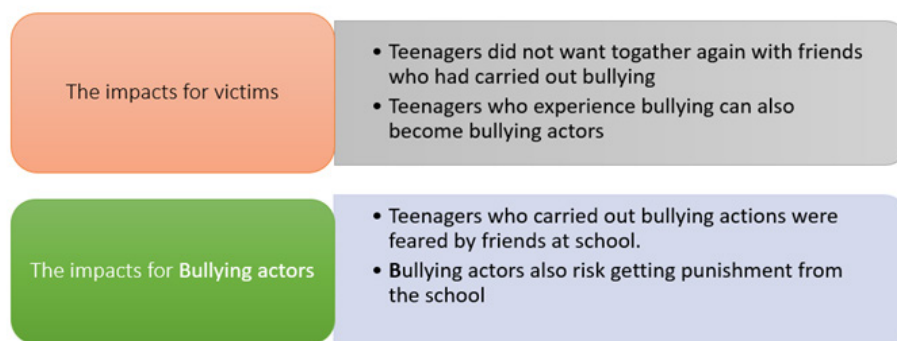 The impacts for victims
• Teenagers did not want togather again with friends
who had carried out bullying
• Teenagers who experience bullying can also
become bullying actors
The impacts for Bullying actors
• Teenagers who carried out bullying actions were
feared by friends at school.
• Bullying actors also risk getting punishment from
the school